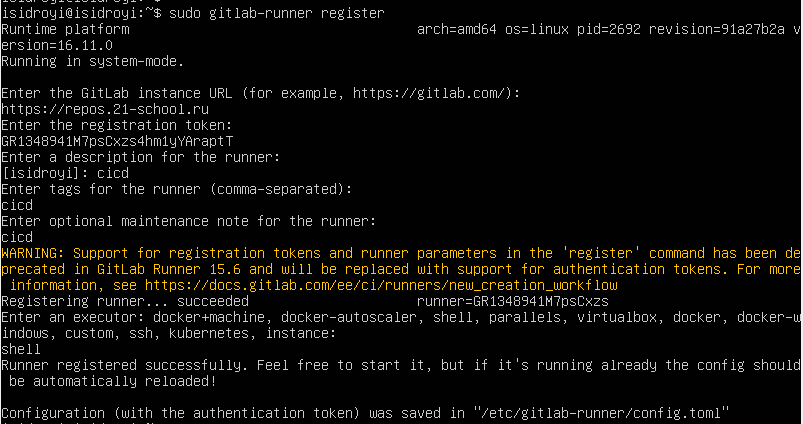 isidroyi@isidroyi:~$ sudo gitlab-runner register
Runtime platform                                    arch=amd64 os=linux pid=2692 revision=91a27b2a v
ersion=16.11.0
Running in system-mode.
Enter the GitLab instance URL (for example, https://gitlab.com/):
https://repos.21-school.ru
Enter the registration token:
GR1348941M7psCxzs4hm1yYAraptT
Enter a description for the runner:
[isidroyi]: cicd
Enter tags for the runner (comma-separated):
cicd
Enter optional maintenance note for the runner:
cicd
WARNING: Support for registration tokens and runner parameters in the 'register' command has been de
precated in GitLab Runner 15.6 and will be replaced with support for authentication tokens. For more
 information, see https://docs.gitlab.com/ee/ci/runners/new_creation_workflow
Registering runner... succeeded                     runner=GR1348941M7psCxzs
Enter an executor: docker+machine, docker-autoscaler, shell, parallels, virtualbox, docker, docker-w
indows, custom, ssh, kubernetes, instance:
shell
Runner registered successfully. Feel free to start it, but if it's running already the config should
 be automatically reloaded!
Configuration (with the authentication token) was saved in "/etc/gitlab-runner/config.toml"